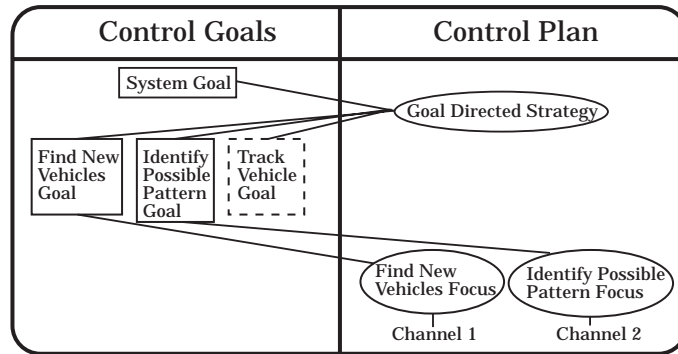 Control Goals
Control Plan
System Goal
Goal Directed Strategy
Find New
Vehicles
Goal
Identify
Possible
Pattern
Goal
Track
Vehicle
Goal
Find New
Vehicles Focus
Identify Possible
Pattern Focus
Channel 1
Channel 2